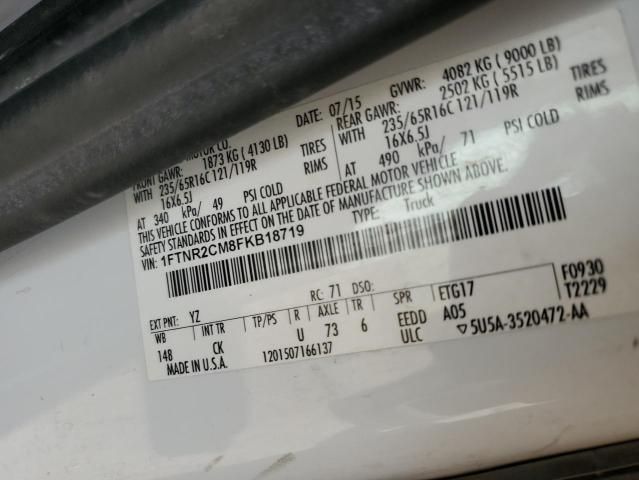 MOTOR CO.
DATE: 07/15 GVWR: 4082 KG ( 9000 LB)
FRONT GAWR: 1873 KG ( 4130 LB) REAR GAWR: 2502 KG ( 5515 LB)
WITH 235/65R16C 121/119R TIRES WITH 235/65R16C 121/119R TIRES
16X6.5J RIMS 16X6.5J RIMS
AT 340 kPa/ 49 PSI COLD AT 490 kPa/ 71 PSI COLD
THIS VEHICLE CONFORMS TO ALL APPLICABLE FEDERAL MOTOR VEHICLE
SAFETY STANDARDS IN EFFECT ON THE DATE OF MANUFACTURE SHOWN ABOVE.
VIN: 1FTNR2CM8FKB18719 TYPE: Truck
F0930
T2229
EXT PNT: YZ RC: 71 DSO:
WB INT TR TP/PS R AXLE TR SPR ETG17
148 CK U 73 6 EEDD A05
MADE IN U.S.A. 1201507166137 ULC ▽5U5A-3520472-AA